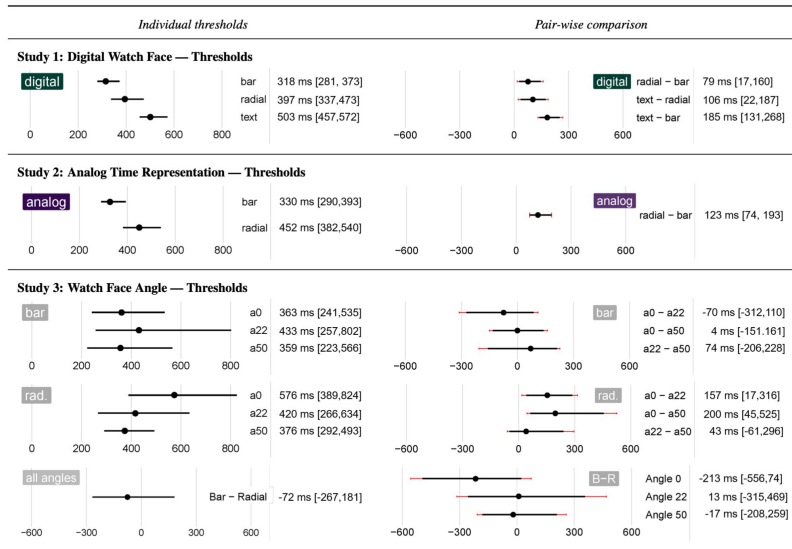 Individual thresholds Pair-wise comparison
Study 1: Digital Watch Face — Thresholds
digital bar 318 ms [281, 373] digital radial − bar 79 ms [17,160]
radial 397 ms [337,473] text − radial 106 ms [22,187]
text 503 ms [457,572] text − bar 185 ms [131,268]
0 200 400 600 800 −600 −300 0 300 600
Study 2: Analog Time Representation — Thresholds
analog bar 330 ms [290,393] analog
radial − bar 123 ms [74, 193]
radial 452 ms [382,540]
0 200 400 600 800 −600 −300 0 300 600
Study 3: Watch Face Angle — Thresholds
bar a0 363 ms [241,535] bar a0 − a22 -70 ms [-312,110]
a22 433 ms [257,802] a0 − a50 4 ms [-151.161]
a50 359 ms [223,566] a22 − a50 74 ms [-206,228]
0 200 400 600 800 −600 −300 0 300 600
rad. a0 576 ms [389,824] rad. a0 − a22 157 ms [17,316]
a22 420 ms [266,634] a0 − a50 200 ms [45,525]
a50 376 ms [292,493] a22 − a50 43 ms [-61,296]
0 200 400 600 800 −600 −300 0 300 600
all angles B−R Angle 0 -213 ms [-556,74]
Bar − Radial -72 ms [-267,181] Angle 22 13 ms [-315,469]
Angle 50 -17 ms [-208,259]
−600 −300 0 300 600 −600 −300 0 300 600